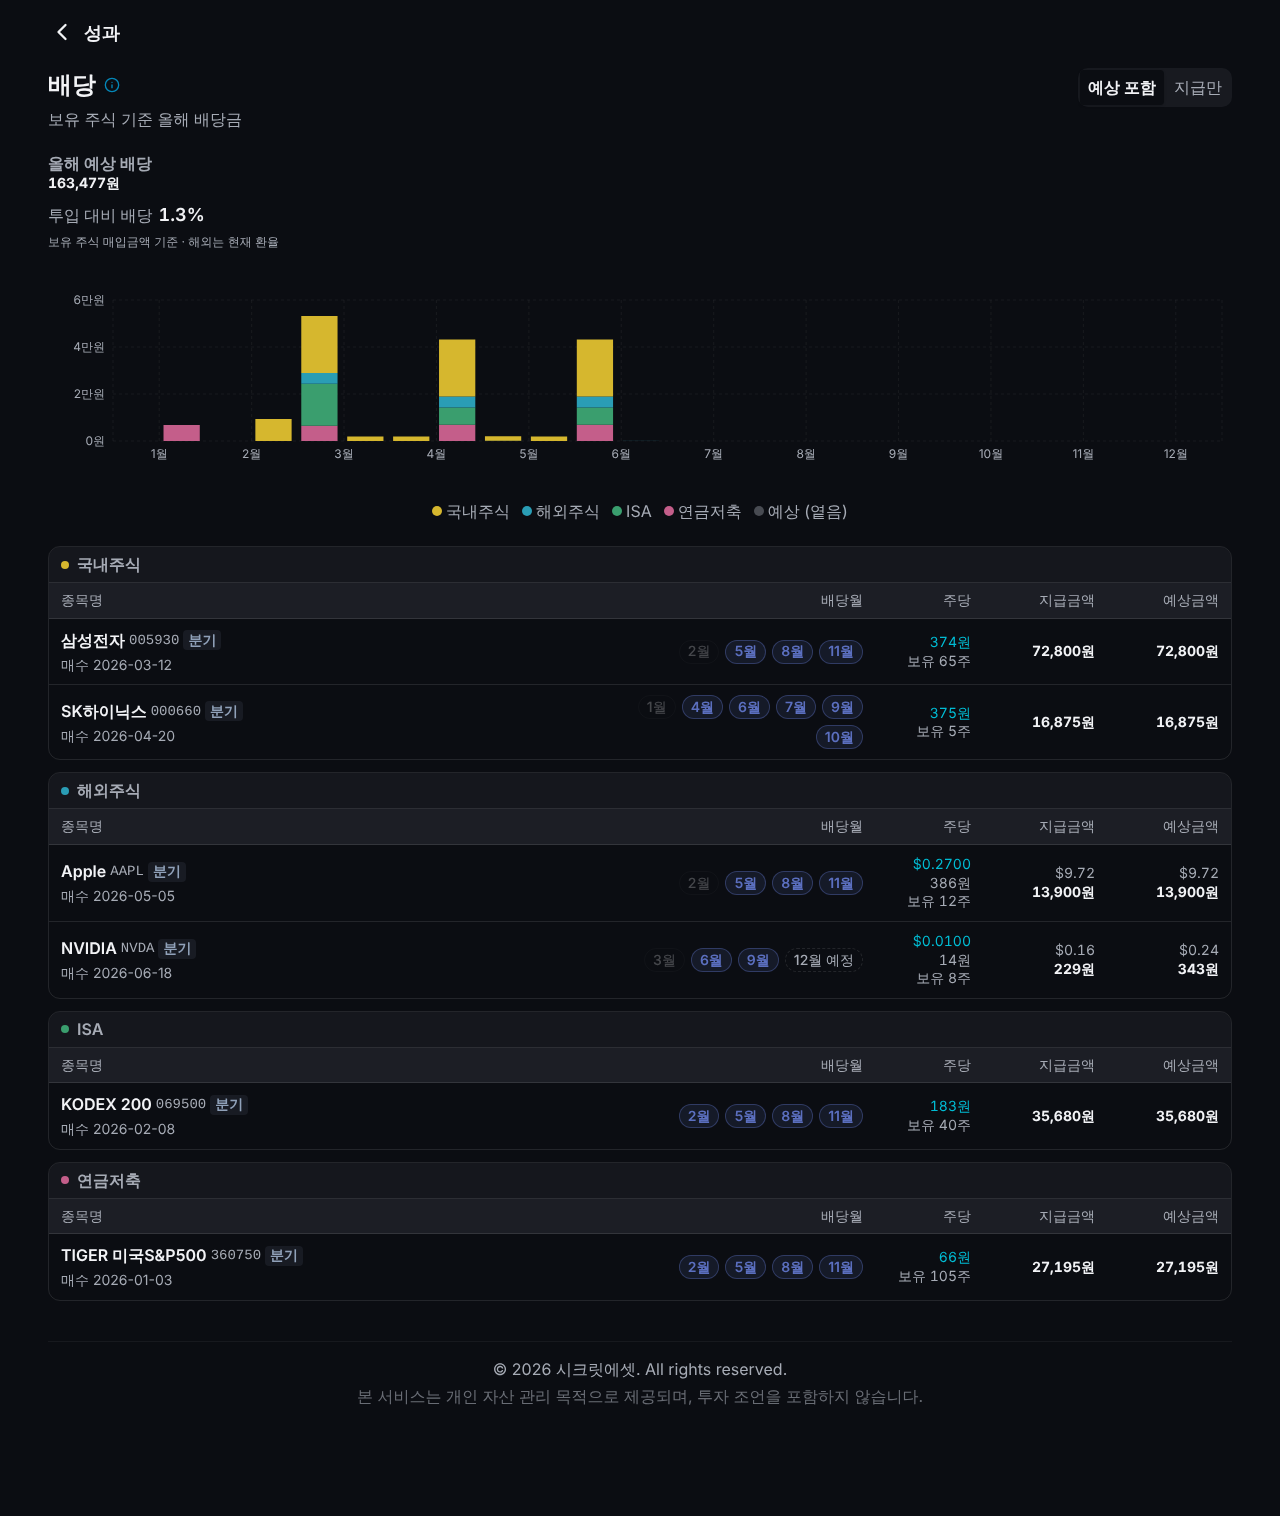 성과
배당
예상 포함 지급만
보유 주식 기준 올해 배당금
올해 예상 배당
163,477원
투입 대비 배당 1.3%
보유 주식 매입금액 기준 · 해외는 현재 환율
6만원
4만원
2만원
0원
1월 2월 3월 4월 5월 6월 7월 8월 9월 10월 11월 12월
국내주식 해외주식 ISA 연금저축 예상 (옅음)
국내주식
종목명 배당월 주당 지급금액 예상금액
삼성전자 005930 분기
매수 2026-03-12
2월 5월 8월 11월
374원
보유 65주
72,800원 72,800원
SK하이닉스 000660 분기
매수 2026-04-20
1월 4월 6월 7월 9월
10월
375원
보유 5주
16,875원 16,875원
해외주식
종목명 배당월 주당 지급금액 예상금액
Apple AAPL 분기
매수 2026-05-05
2월 5월 8월 11월
$0.2700
386원
보유 12주
$9.72 $9.72
13,900원 13,900원
NVIDIA NVDA 분기
매수 2026-06-18
3월 6월 9월 12월 예정
$0.0100
14원
보유 8주
$0.16 $0.24
229원 343원
ISA
종목명 배당월 주당 지급금액 예상금액
KODEX 200 069500 분기
매수 2026-02-08
2월 5월 8월 11월
183원
보유 40주
35,680원 35,680원
연금저축
종목명 배당월 주당 지급금액 예상금액
TIGER 미국S&P500 360750 분기
매수 2026-01-03
2월 5월 8월 11월
66원
보유 105주
27,195원 27,195원
© 2026 시크릿에셋. All rights reserved.
본 서비스는 개인 자산 관리 목적으로 제공되며, 투자 조언을 포함하지 않습니다.